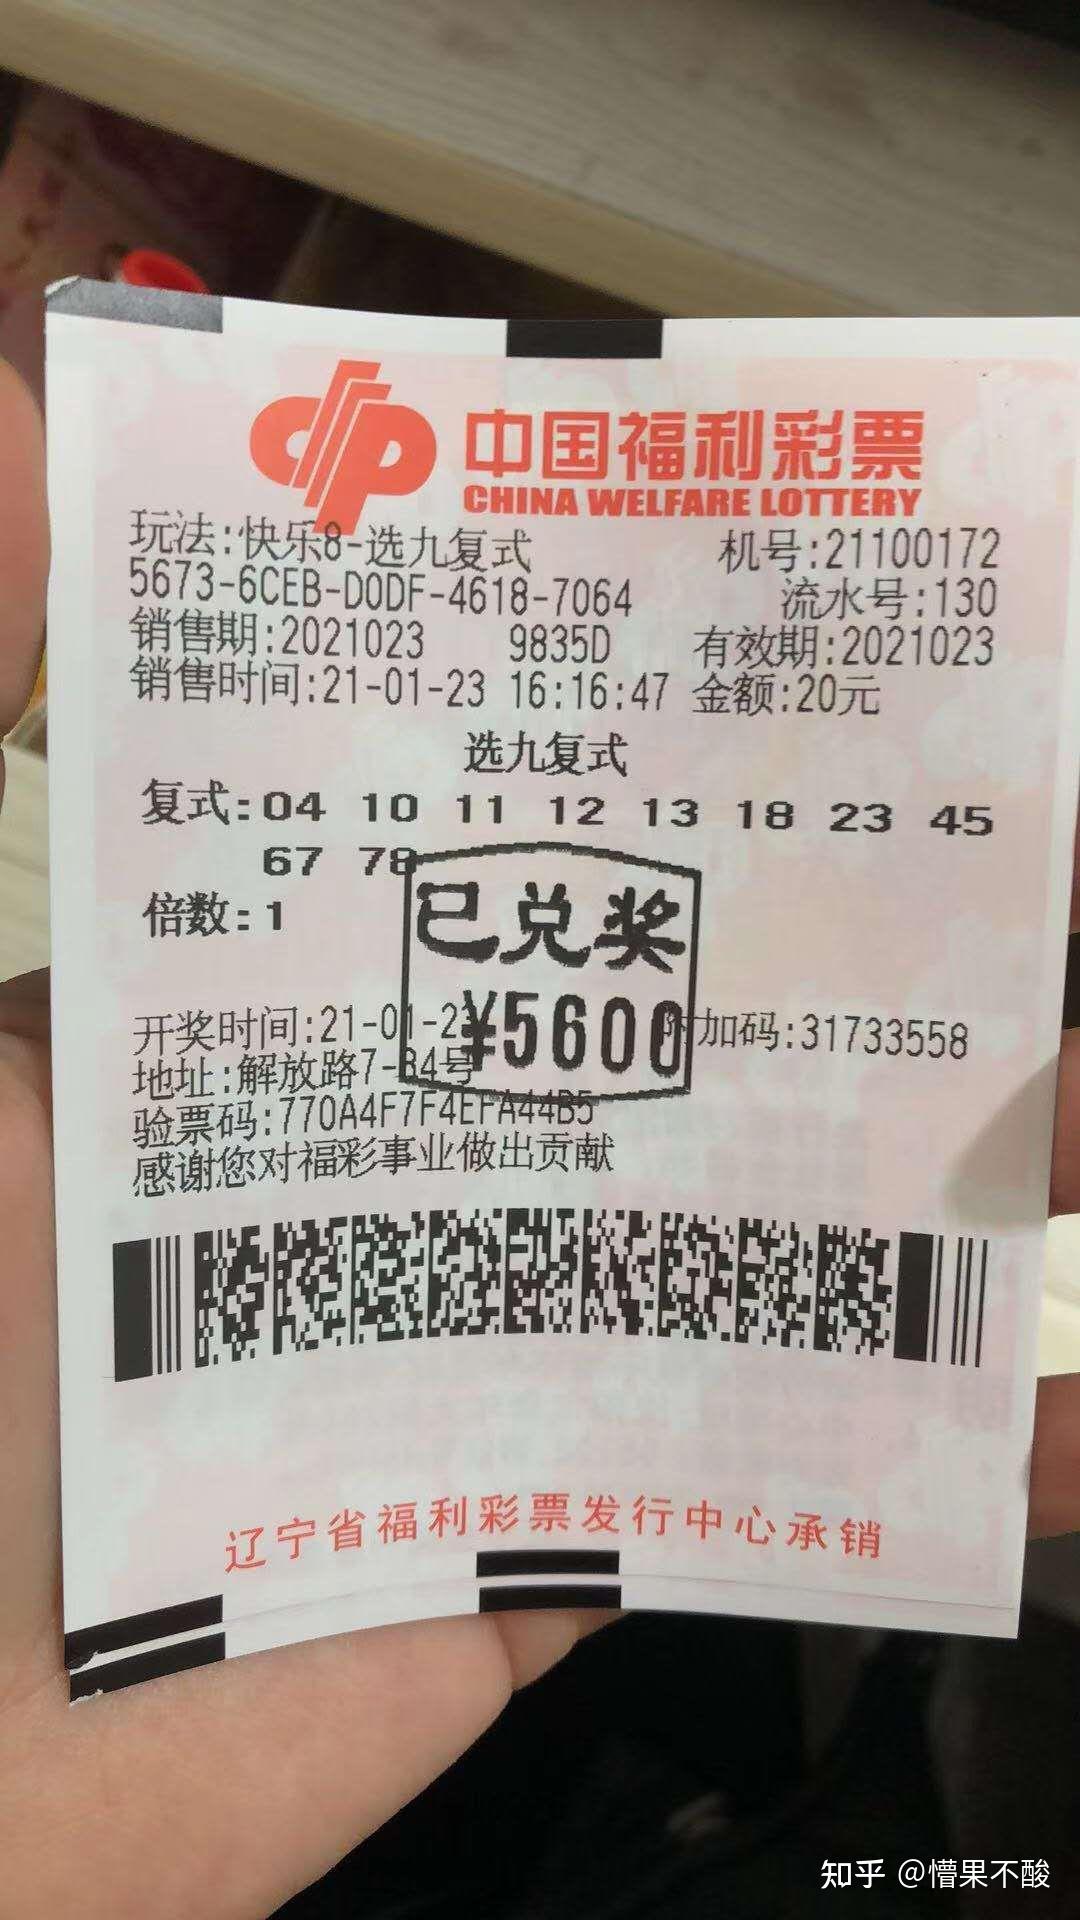 中国福利彩票
CHINA WELFARE LOTTERY
玩法:快乐8-选九复式 机号:21100172
5673-6CEB-D0DF-4618-7064 流水号:130
销售期:2021023 9835D 有效期:2021023
销售时间:21-01-23 16:16:47 金额:20元
选九复式
复式: 04 10 11 12 13 18 23 45
67 78
倍数: 1
已兑奖
¥5600
开奖时间:21-01-23 附加码:31733558
地址:解放路7-B4号
验票码:770A4F7F4EFA44B5
感谢您对福彩事业做出贡献
辽宁省福利彩票发行中心承销
知乎 @懵果不酸